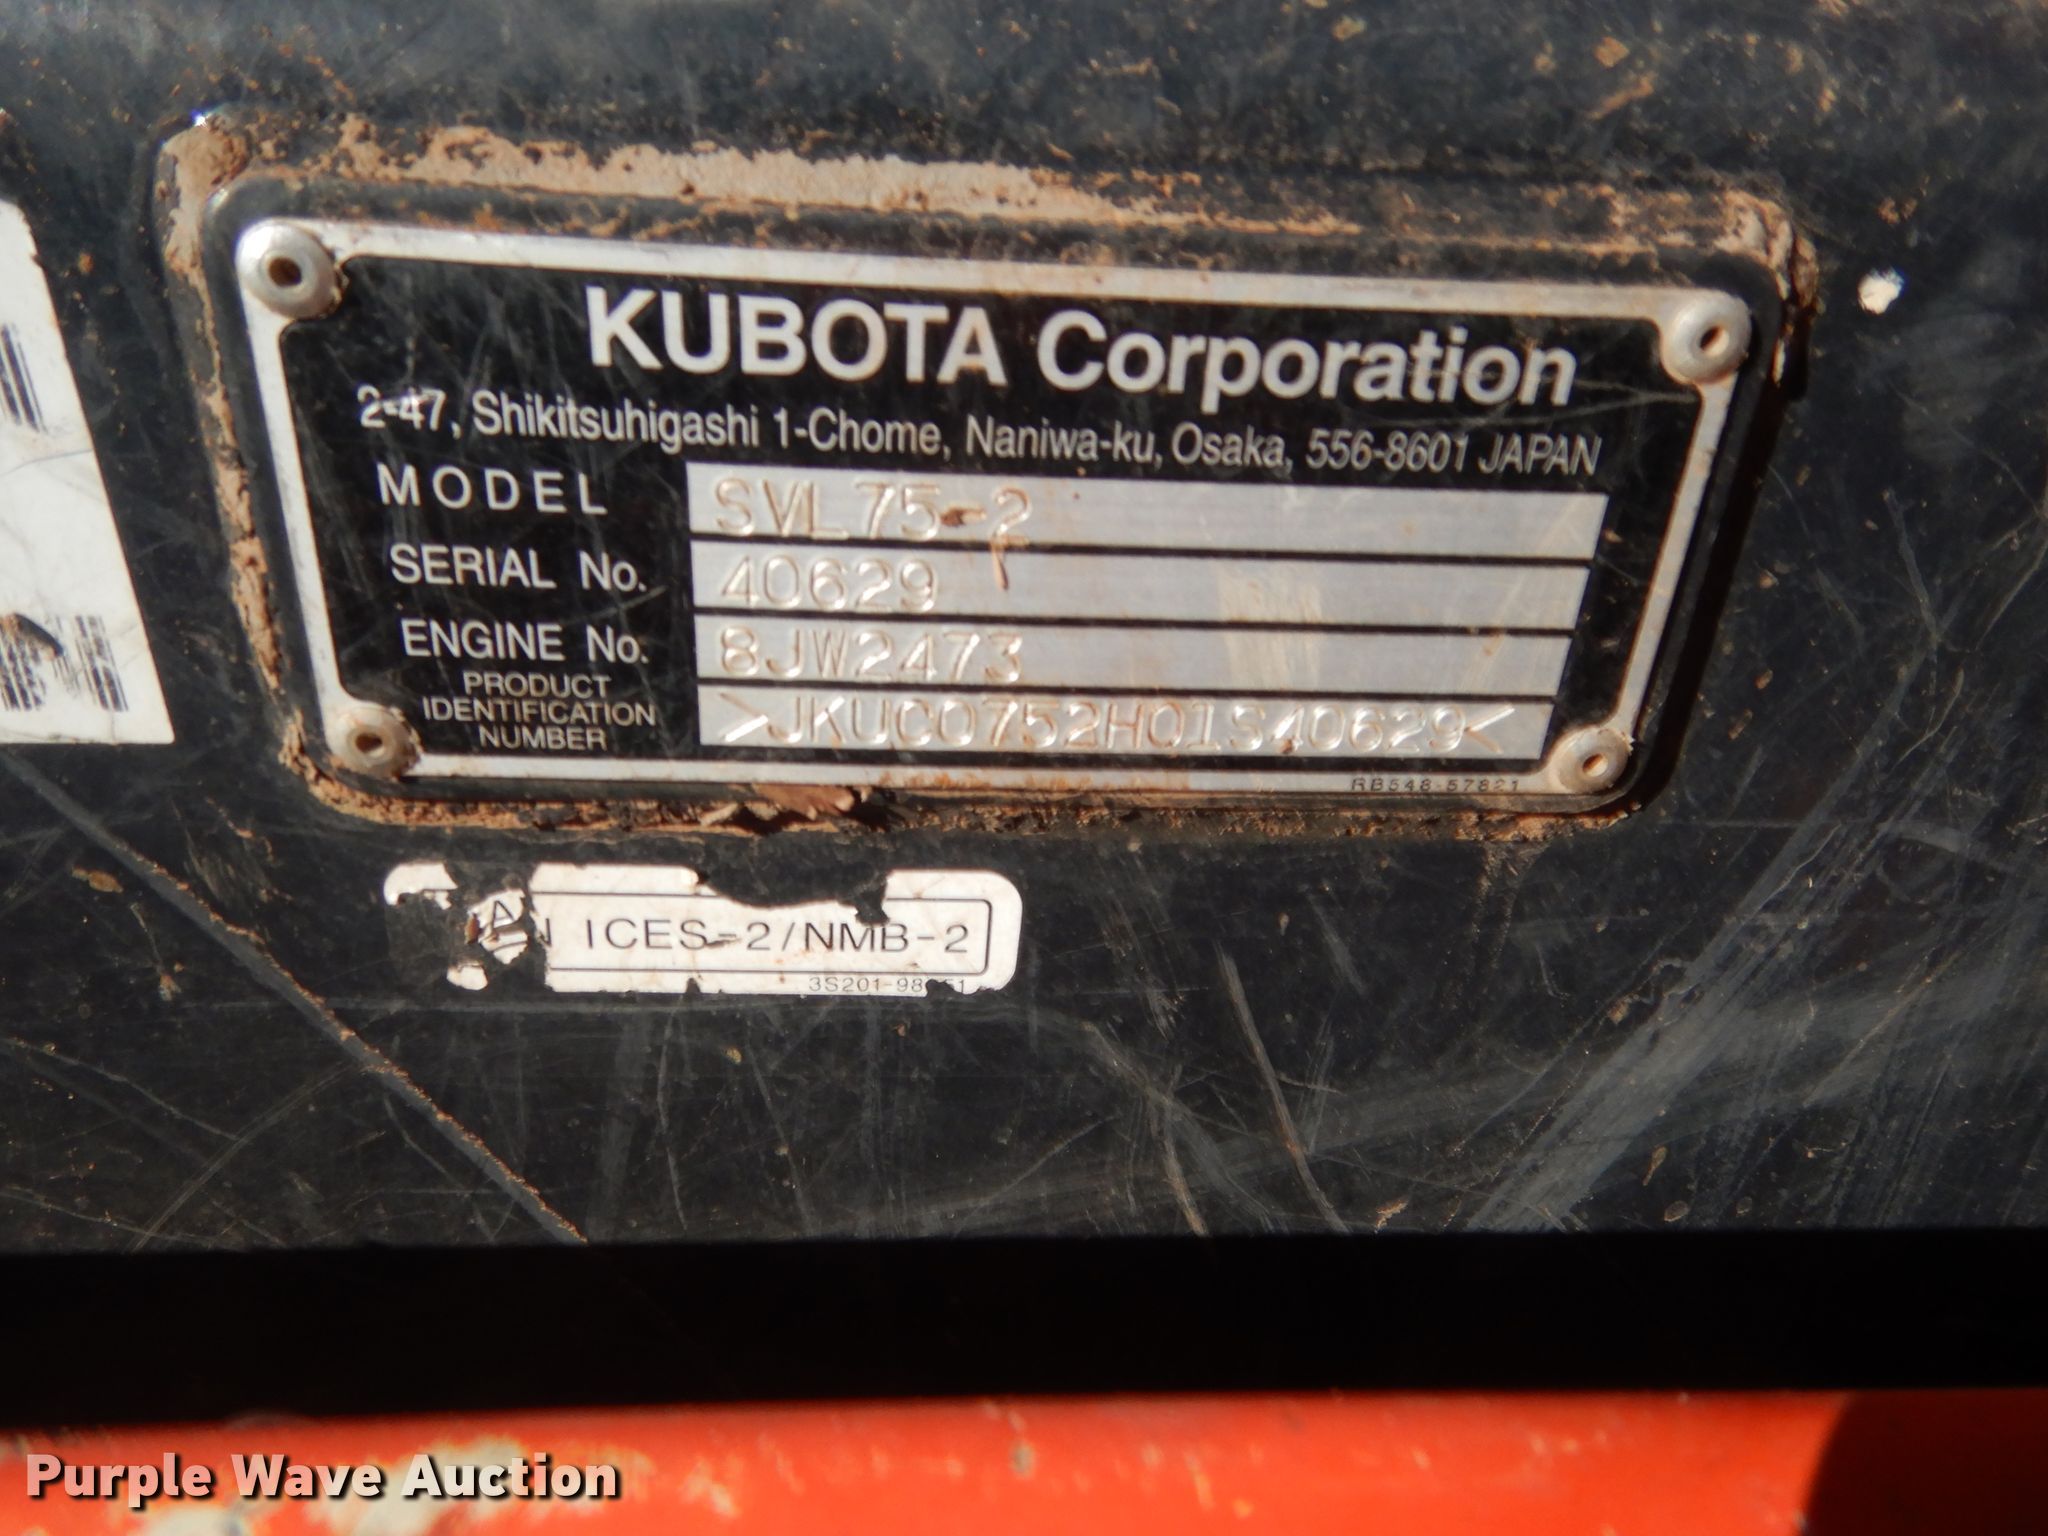 KUBOTA Corporation
2-47, Shikitsuhigashi 1-Chome, Naniwa-ku, Osaka, 556-8601 JAPAN
MODEL SVL75-2
SERIAL No. 40629
ENGINE No. 8JW2473
PRODUCT IDENTIFICATION NUMBER >JKUC0752H01S40629<
RB548-57821
ICES-2/NMB-2
Purple Wave Auction